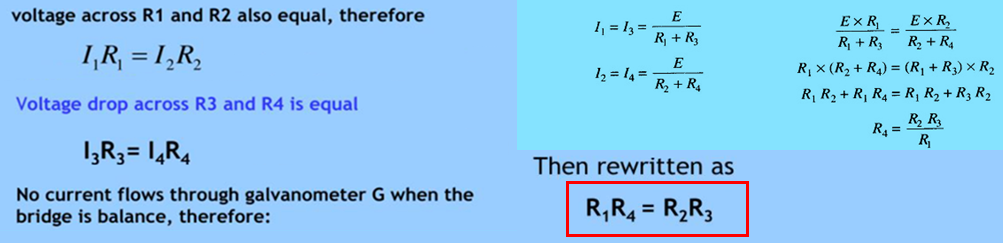 voltage across R1 and R2 also equal, therefore
I₁R₁ = I₂R₂
Voltage drop across R3 and R4 is equal
I₃R₃= I₄R₄
No current flows through galvanometer G when the
bridge is balance, therefore:
I₁ = I₃ = E / (R₁ + R₃)
I₂ = I₄ = E / (R₂ + R₄)
(E × R₁) / (R₁ + R₃) = (E × R₂) / (R₂ + R₄)
R₁ × (R₂ + R₄) = (R₁ + R₃) × R₂
R₁ R₂ + R₁ R₄ = R₁ R₂ + R₃ R₂
R₄ = (R₂ R₃) / R₁
Then rewritten as
R₁R₄ = R₂R₃